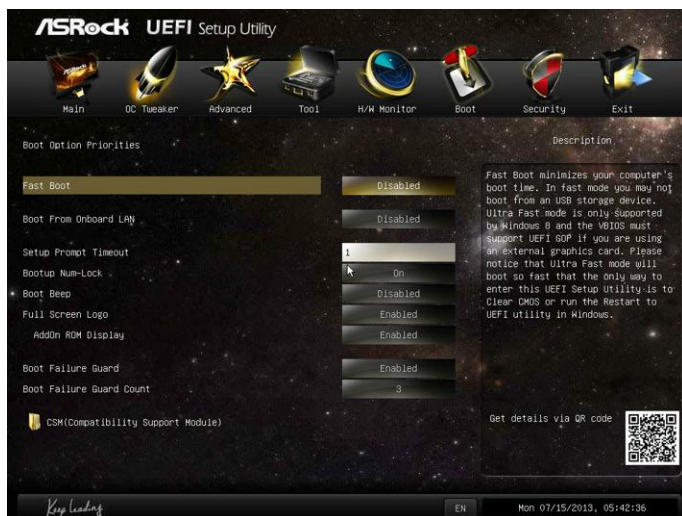 ASRock UEFI Setup Utility
Main OC Tweaker Advanced Tool H/W Monitor Boot Security Exit
Boot Option Priorities
Fast Boot Disabled
Boot From Onboard LAN Disabled
Setup Prompt Timeout 1
Bootup Num-Lock On
Boot Beep Disabled
Full Screen Logo Enabled
AddOn ROM Display Enabled
Boot Failure Guard Enabled
Boot Failure Guard Count 3
CSM(Compatibility Support Module)
Description
Fast Boot minimizes your computer's
boot time. In fast mode you may not
boot from an USB storage device.
Ultra Fast mode is only supported
by Windows 8 and the VBIOS must
support UEFI GOP if you are using
an external graphics card. Please
notice that Ultra Fast mode will
boot so fast that the only way to
enter this UEFI Setup Utility is to
Clear CMOS or run the Restart to
UEFI utility in Windows.
Get details via QR code
Keep Leading
EN
Mon 07/15/2013, 05:42:36